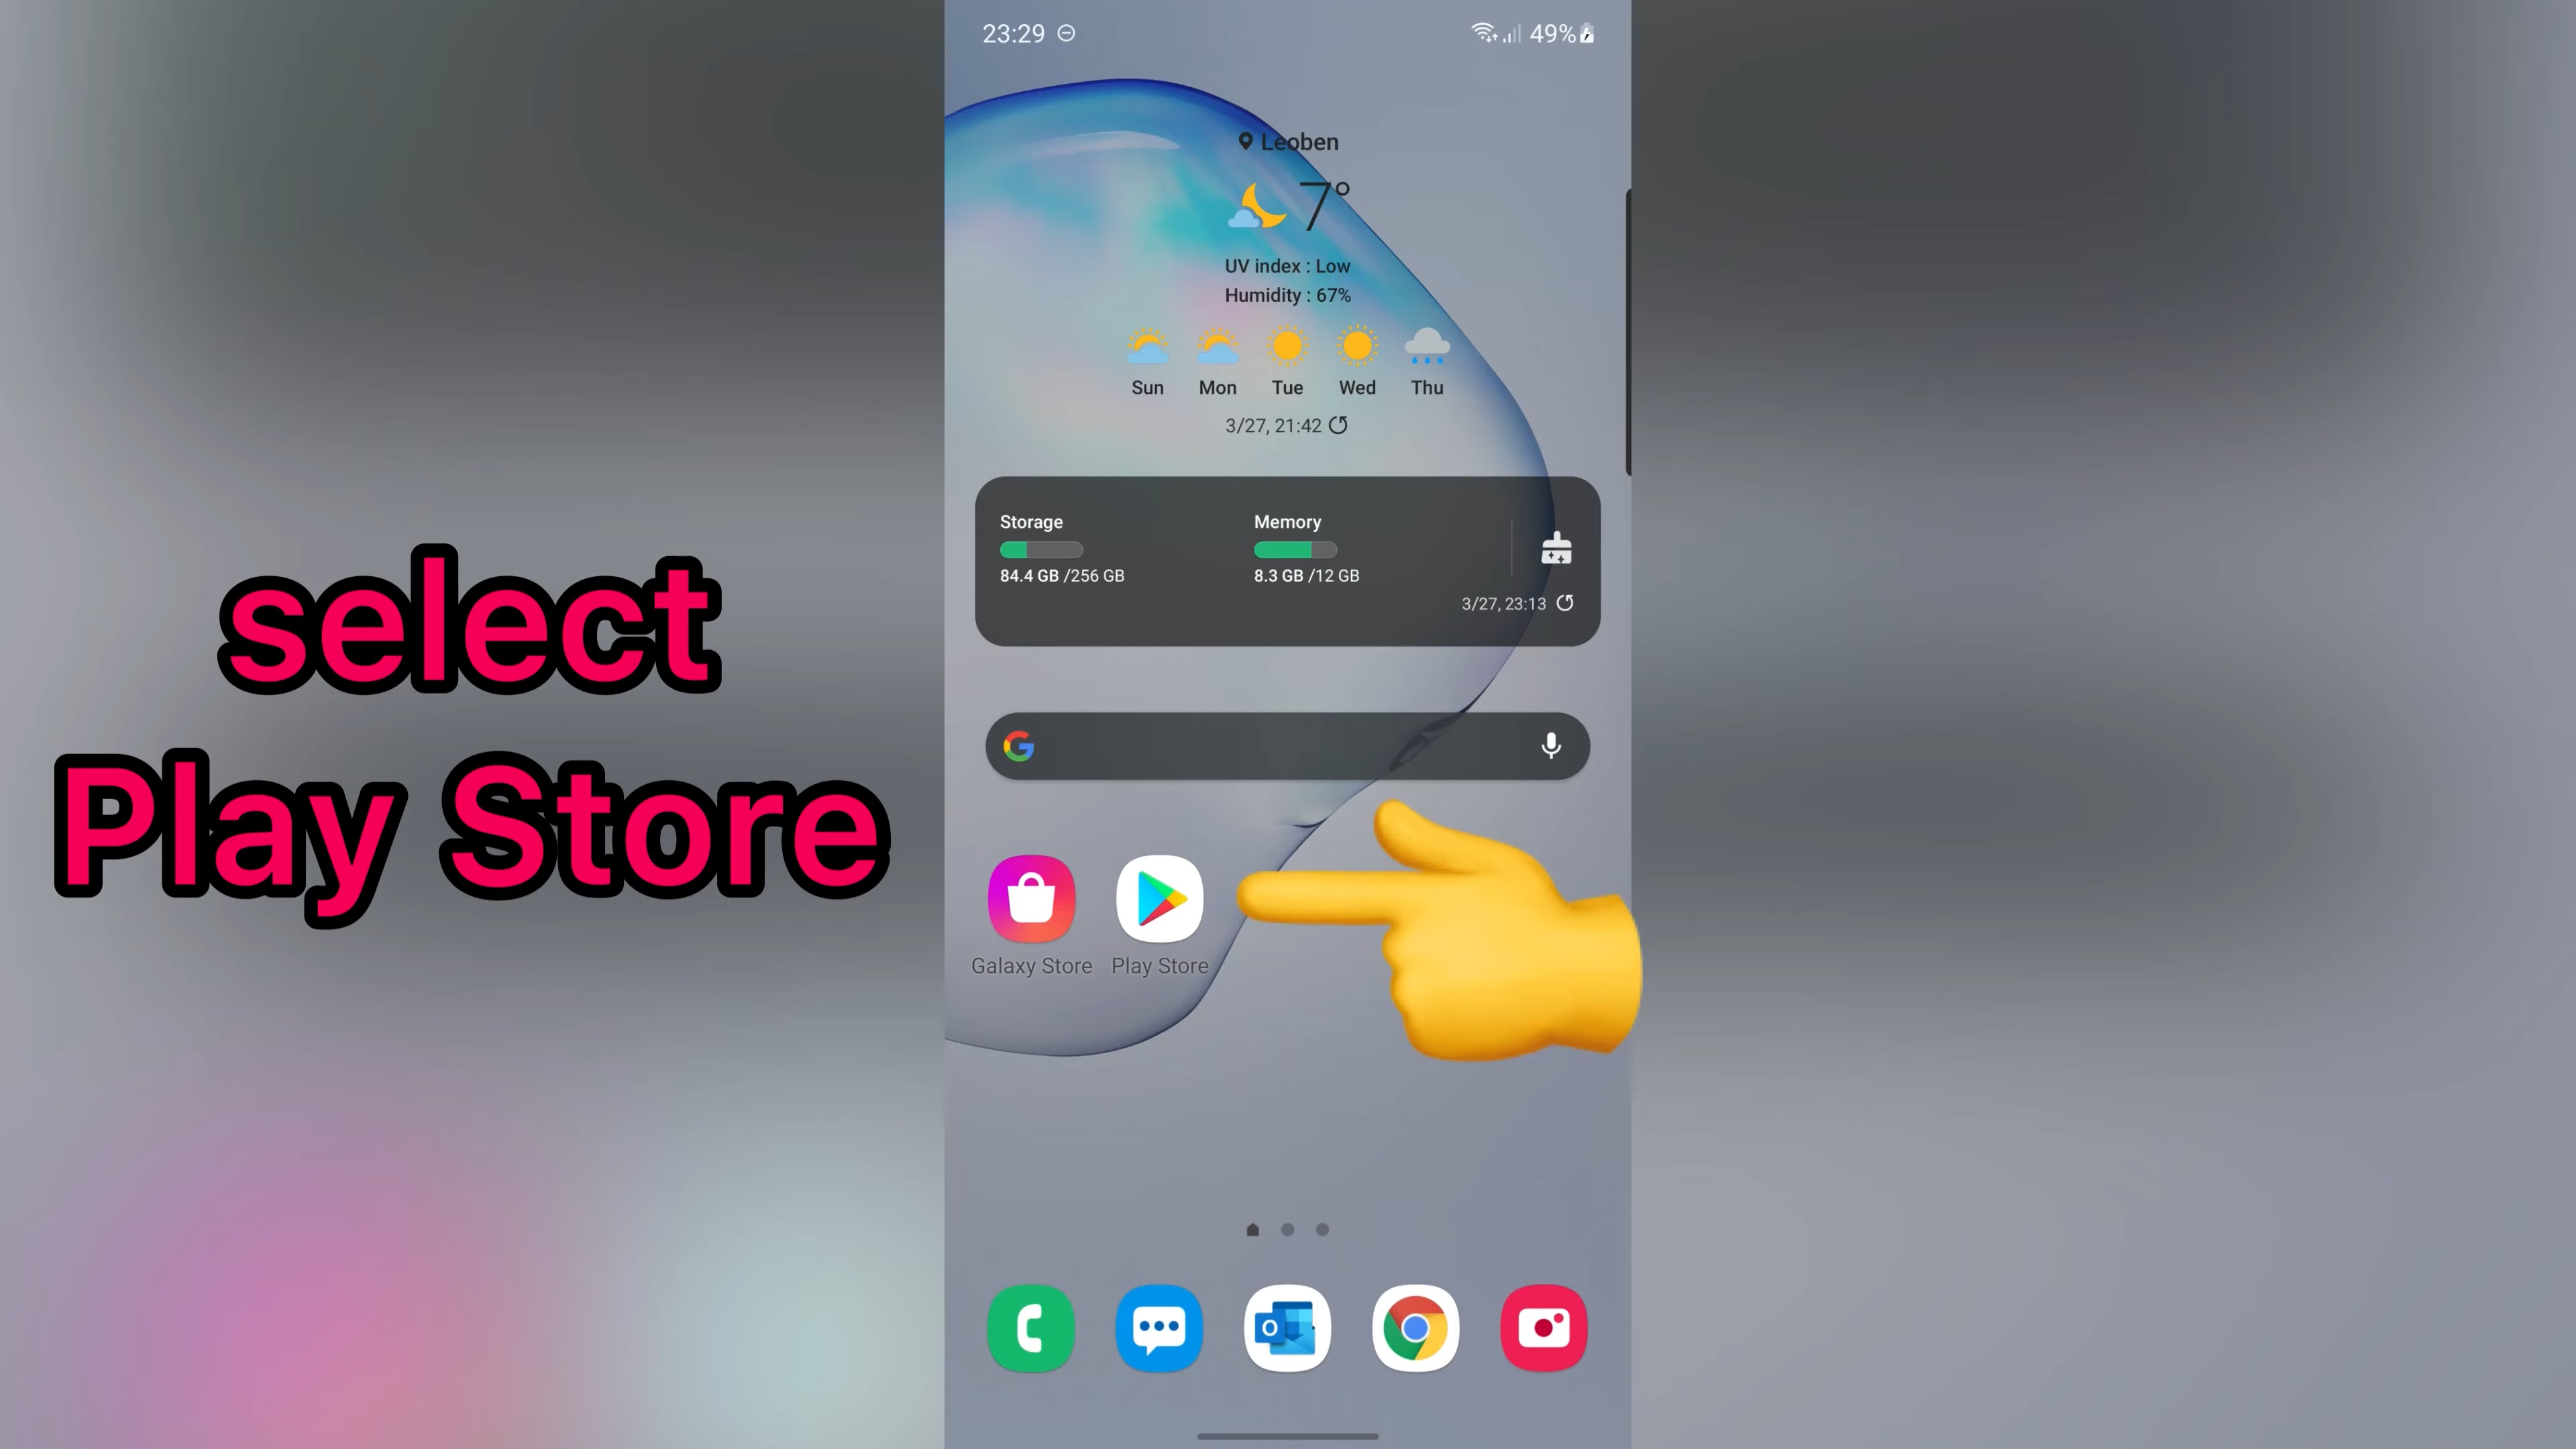 23:29
49%
Leoben
7°
UV index : Low
Humidity : 67%
Sun Mon Tue Wed Thu
3/27, 21:42
Storage Memory
84.4 GB /256 GB 8.3 GB /12 GB
3/27, 23:13
select
Play Store
Galaxy Store Play Store